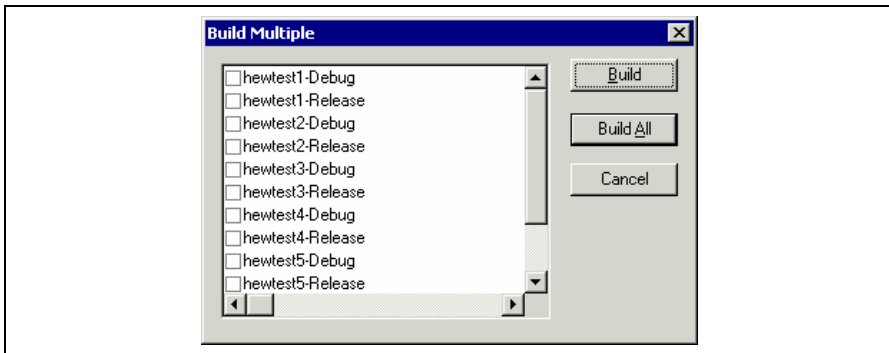 Build Multiple
hewtest1-Debug
hewtest1-Release
hewtest2-Debug
hewtest2-Release
hewtest3-Debug
hewtest3-Release
hewtest4-Debug
hewtest4-Release
hewtest5-Debug
hewtest5-Release
Build
Build All
Cancel